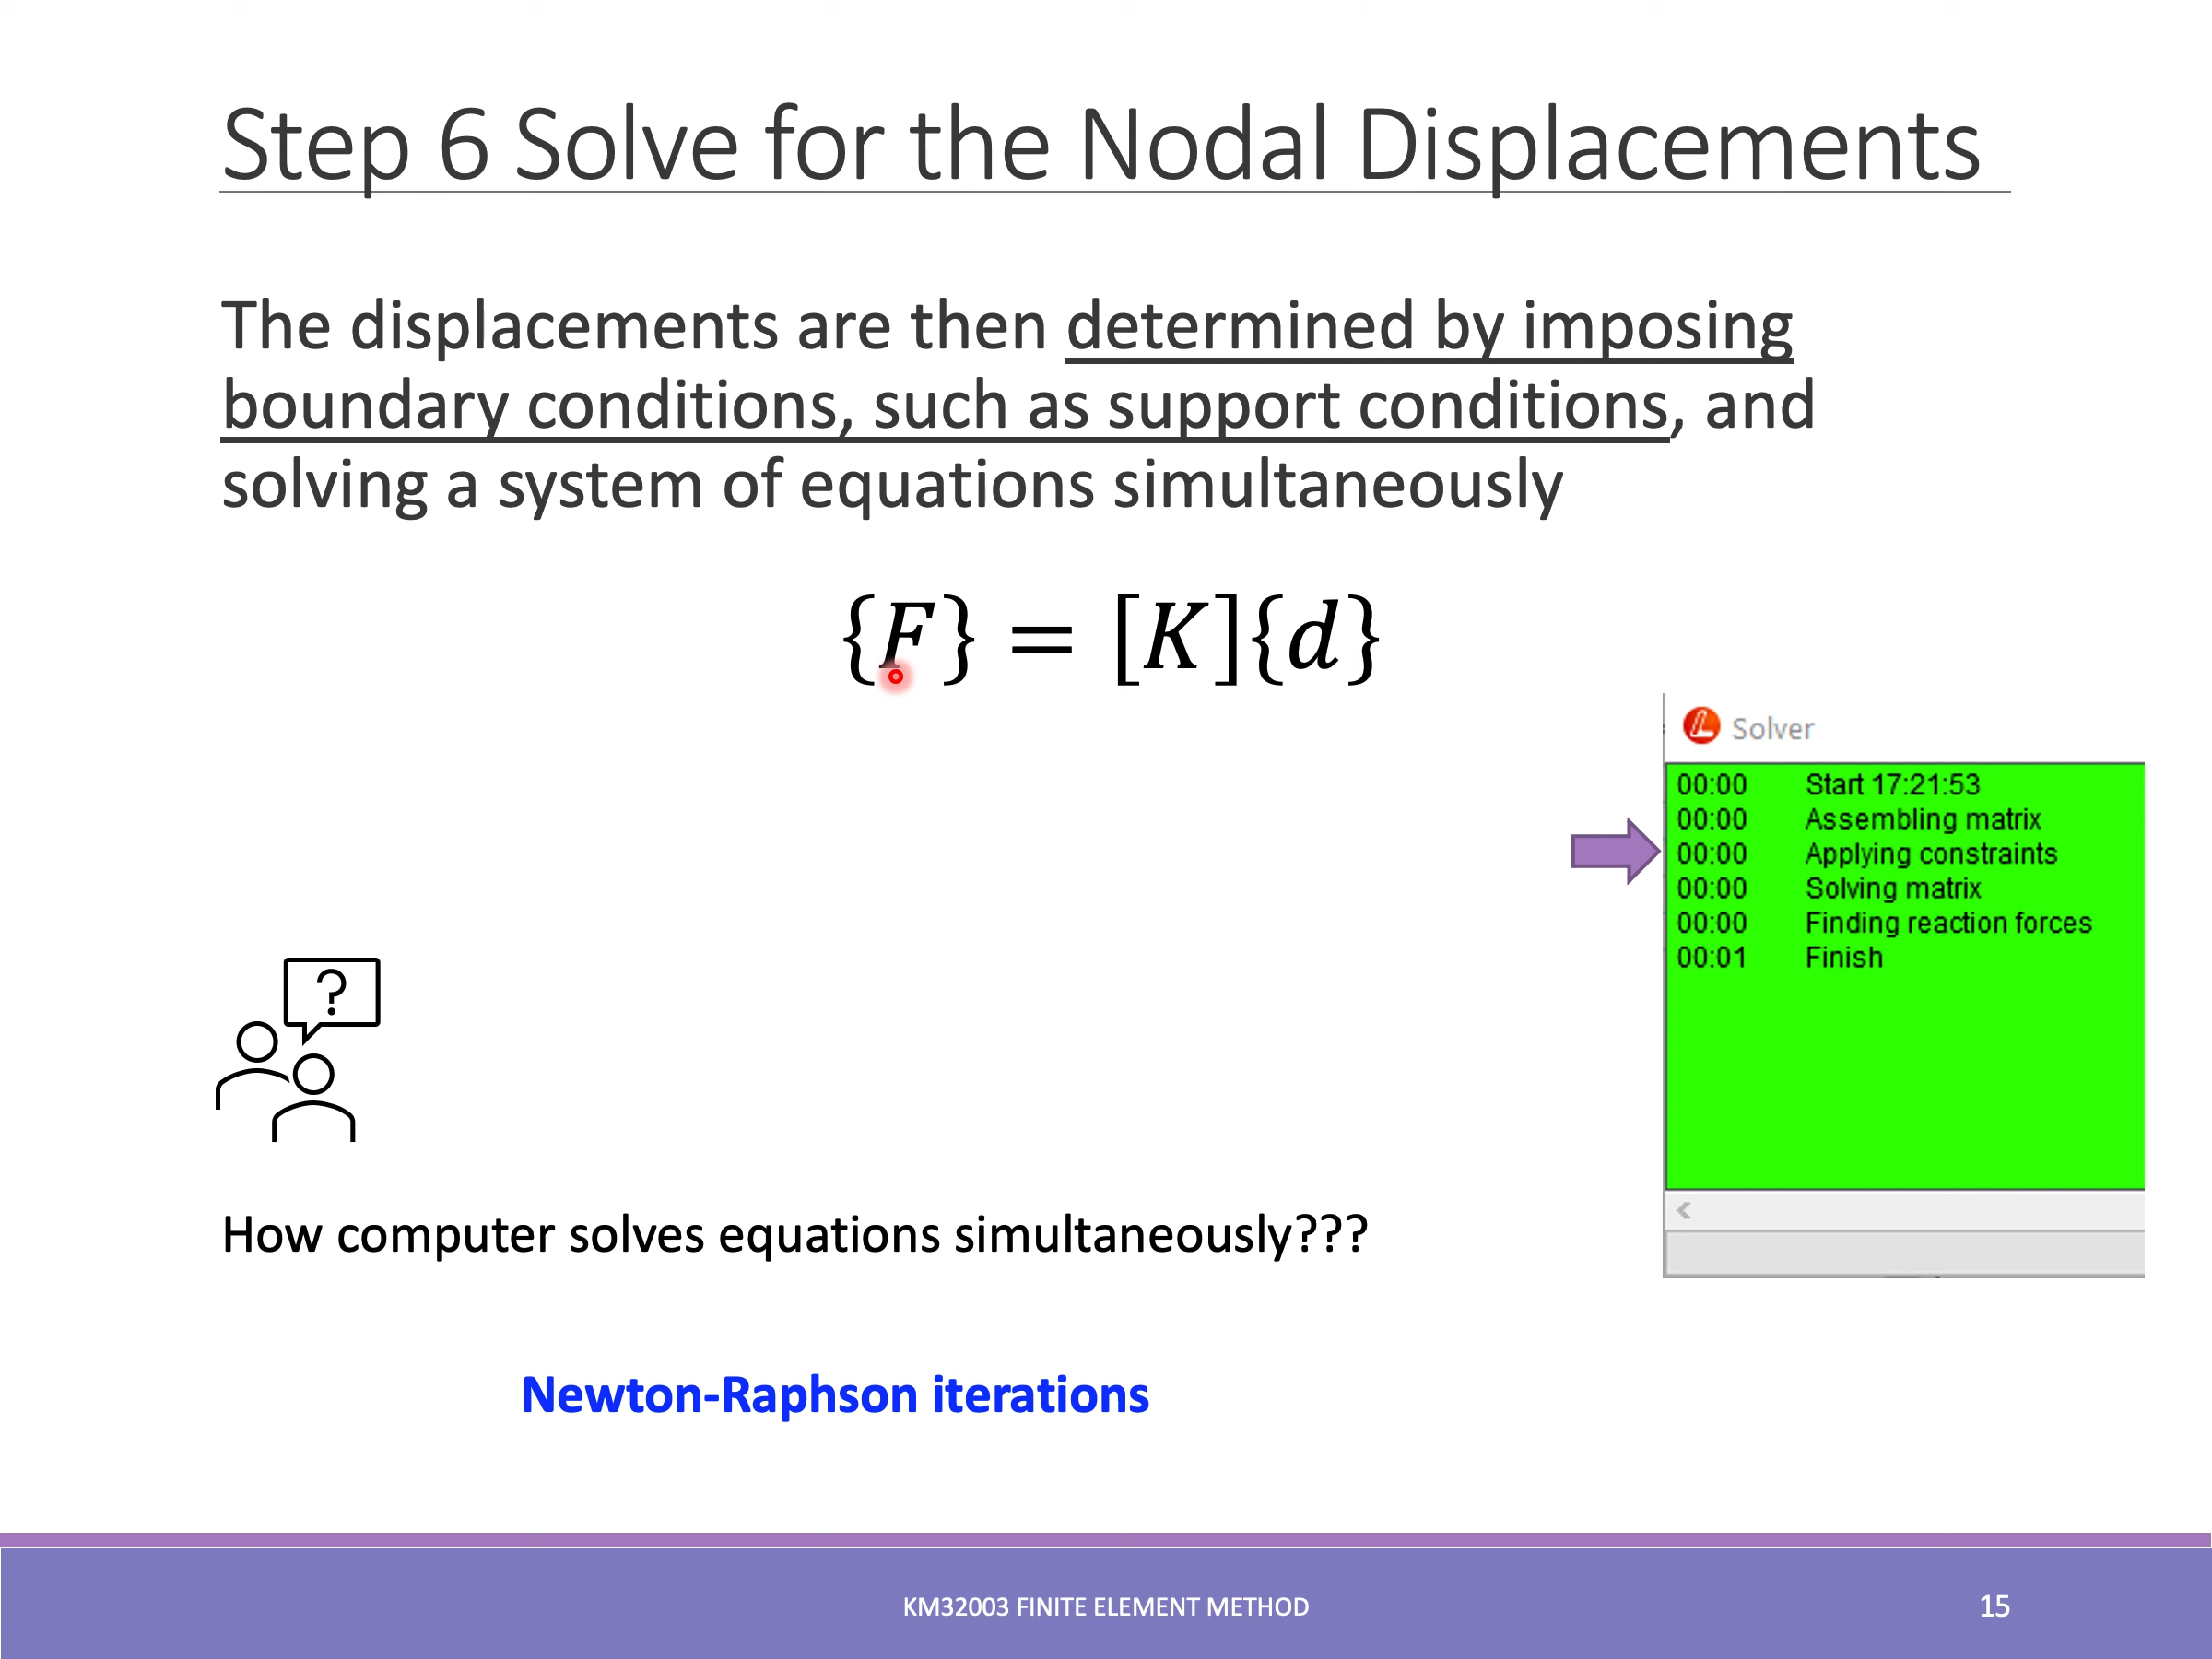 Step 6 Solve for the Nodal Displacements
The displacements are then determined by imposing
boundary conditions, such as support conditions, and
solving a system of equations simultaneously
{F} = [K]{d}
Solver
00:00 Start 17:21:53
00:00 Assembling matrix
00:00 Applying constraints
00:00 Solving matrix
00:00 Finding reaction forces
00:01 Finish
?
How computer solves equations simultaneously???
Newton-Raphson iterations
KM32003 FINITE ELEMENT METHOD
15